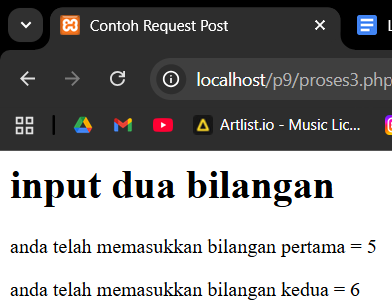 Contoh Request Post
localhost/p9/proses3.php
Artlist.io - Music Lic...
input dua bilangan
anda telah memasukkan bilangan pertama = 5
anda telah memasukkan bilangan kedua = 6